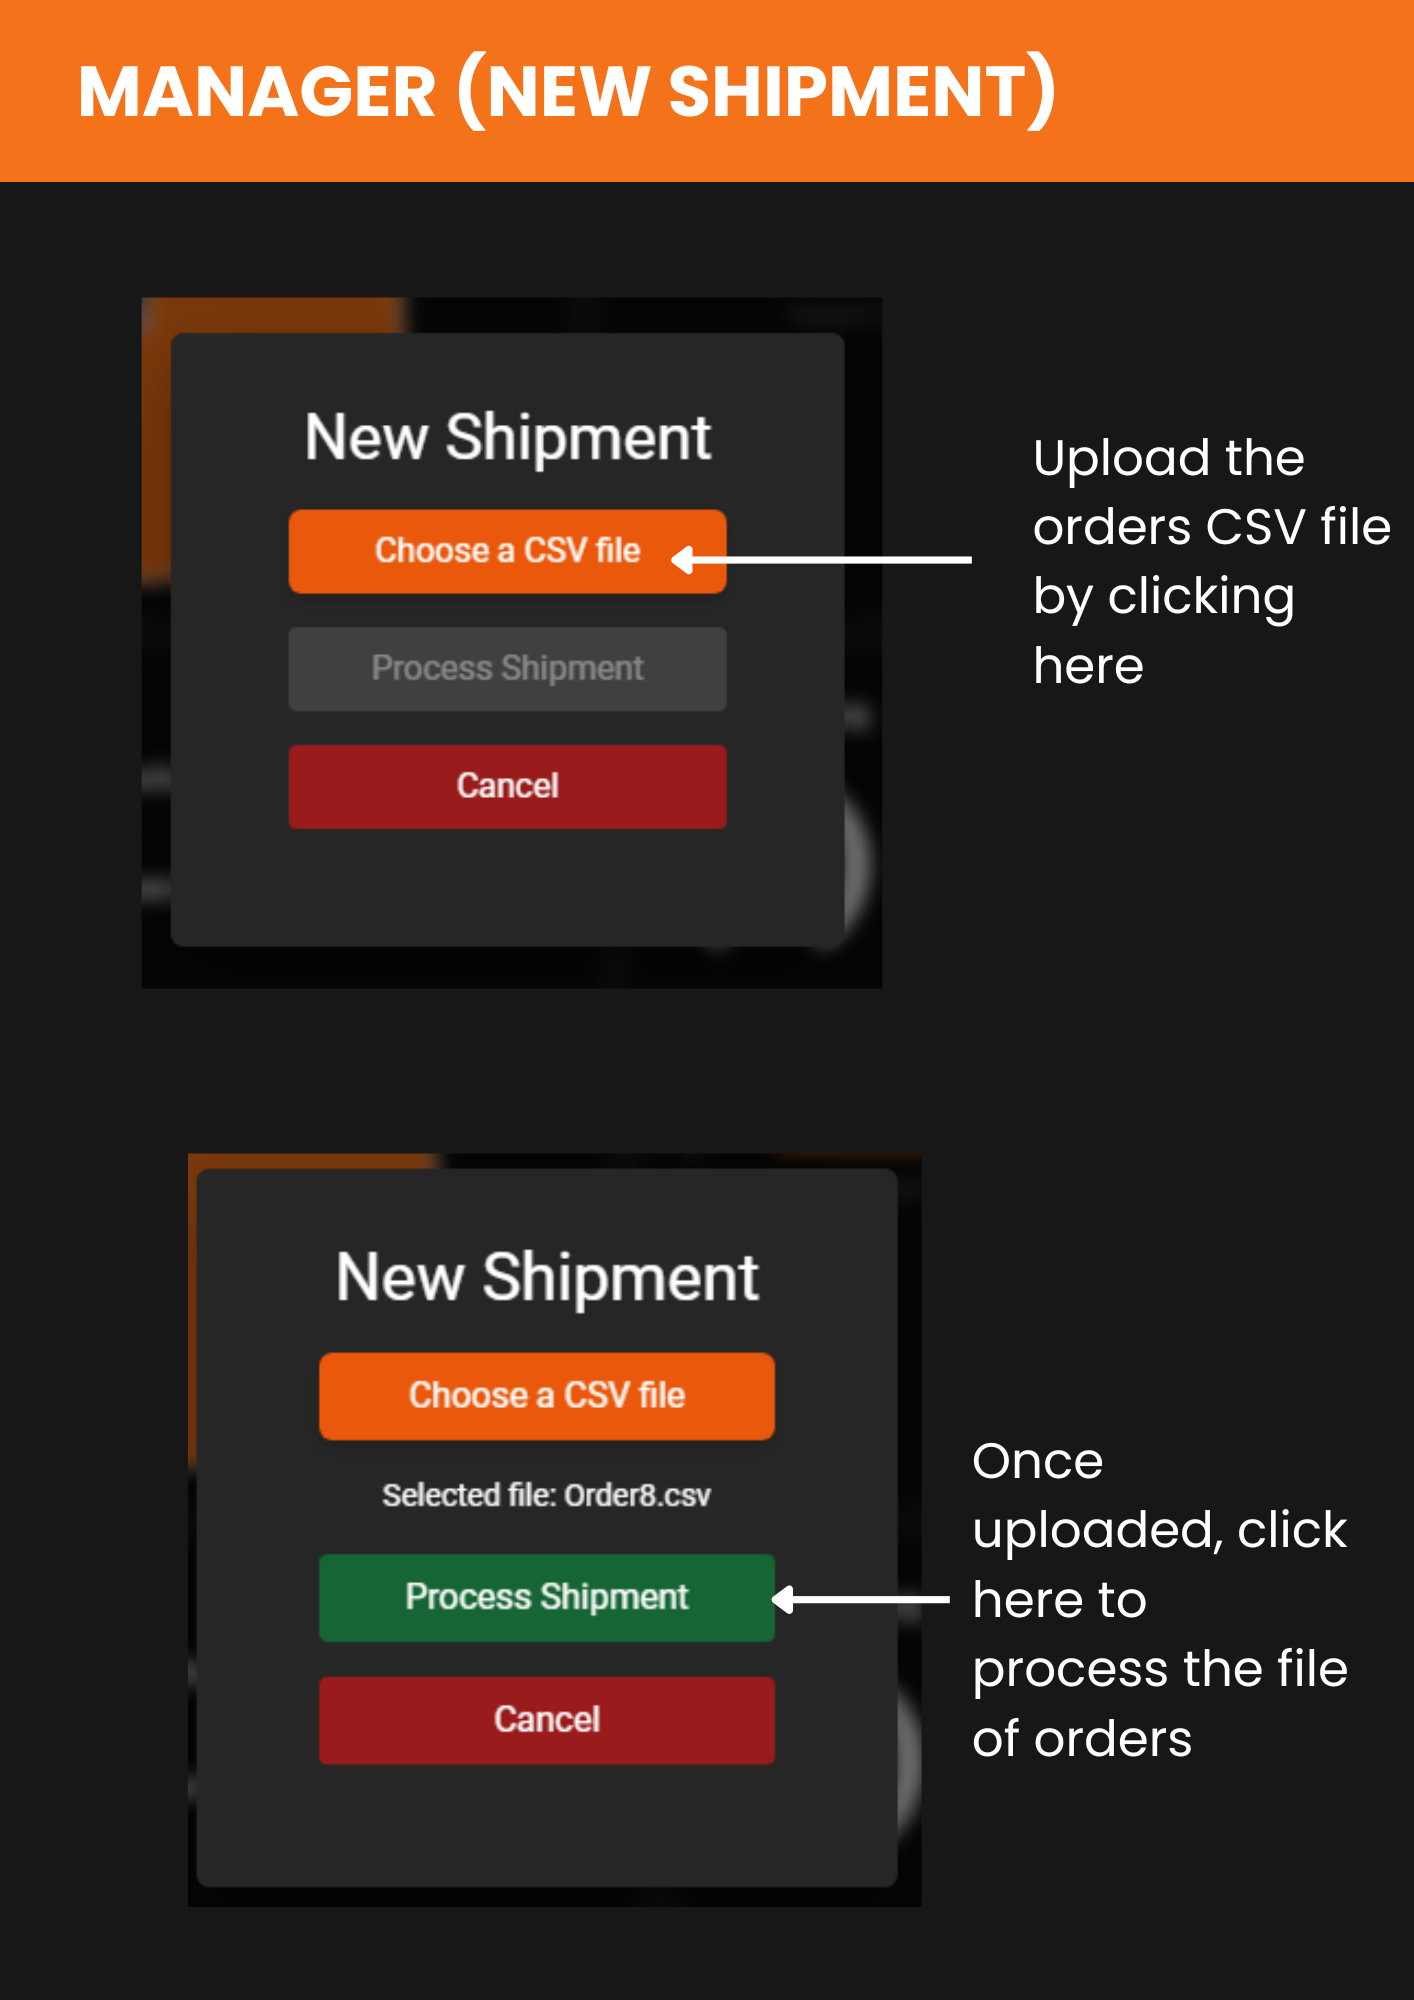 MANAGER (NEW SHIPMENT)
New Shipment
Choose a CSV file
Process Shipment
Cancel
Upload the
orders CSV file
by clicking
here
New Shipment
Choose a CSV file
Selected file: Order8.csv
Process Shipment
Cancel
Once
uploaded, click
here to
process the file
of orders